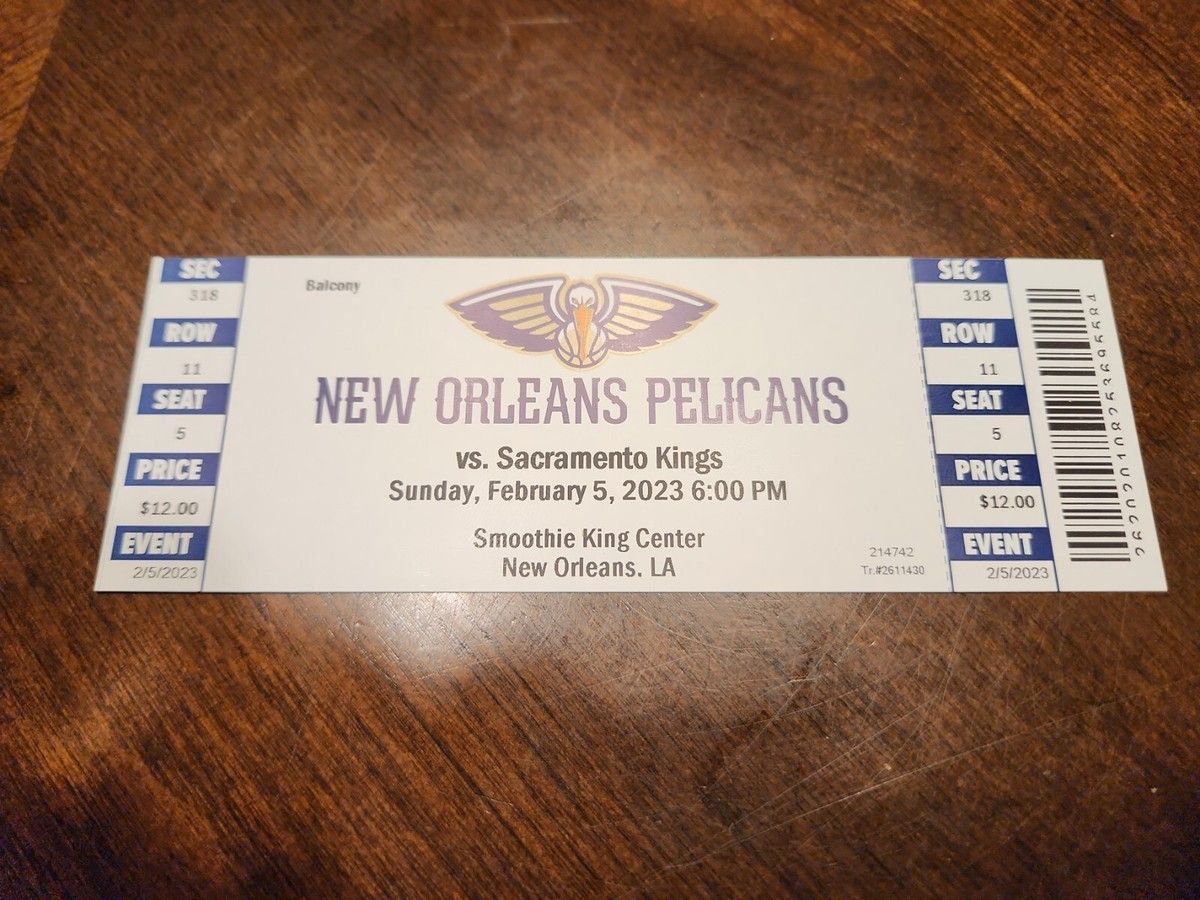 SEC
318
ROW
11
SEAT
5
PRICE
$12.00
EVENT
2/5/2023
Balcony
NEW ORLEANS PELICANS
vs. Sacramento Kings
Sunday, February 5, 2023 6:00 PM
Smoothie King Center
New Orleans, LA
214742
Tr.#2611430
SEC
318
ROW
11
SEAT
5
PRICE
$12.00
EVENT
2/5/2023